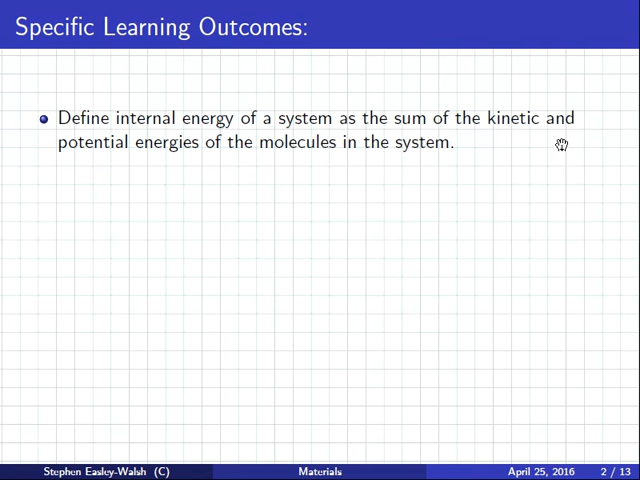 Specific Learning Outcomes:
Define internal energy of a system as the sum of the kinetic and
potential energies of the molecules in the system.
Stephen Easley-Walsh (C) Materials April 25, 2016 2 / 13